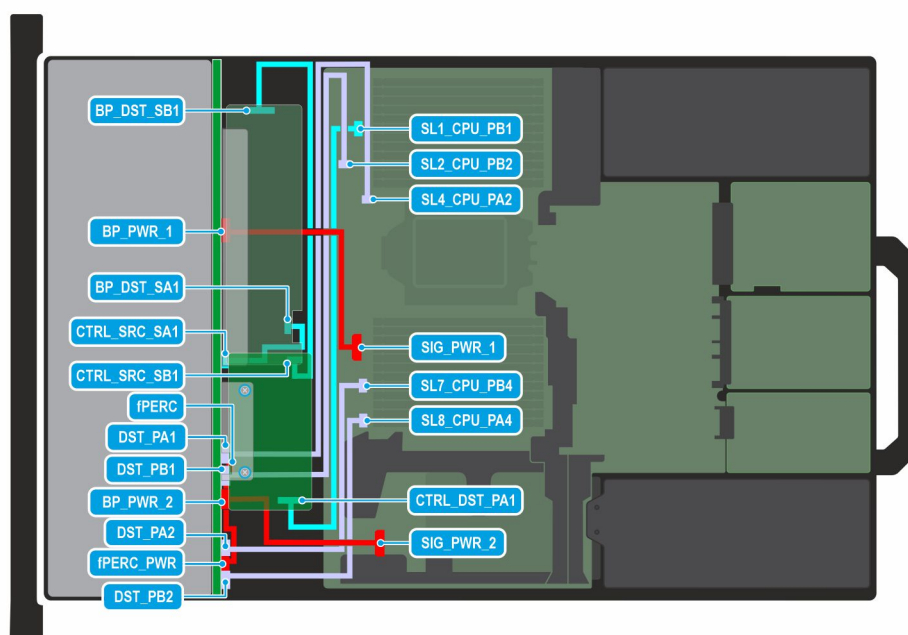 BP_DST_SB1
BP_PWR_1
BP_DST_SA1
CTRL_SRC_SA1
CTRL_SRC_SB1
fPERC
DST_PA1
DST_PB1
BP_PWR_2
DST_PA2
fPERC_PWR
DST_PB2
SL1_CPU_PB1
SL2_CPU_PB2
SL4_CPU_PA2
SIG_PWR_1
SL7_CPU_PB4
SL8_CPU_PA4
CTRL_DST_PA1
SIG_PWR_2